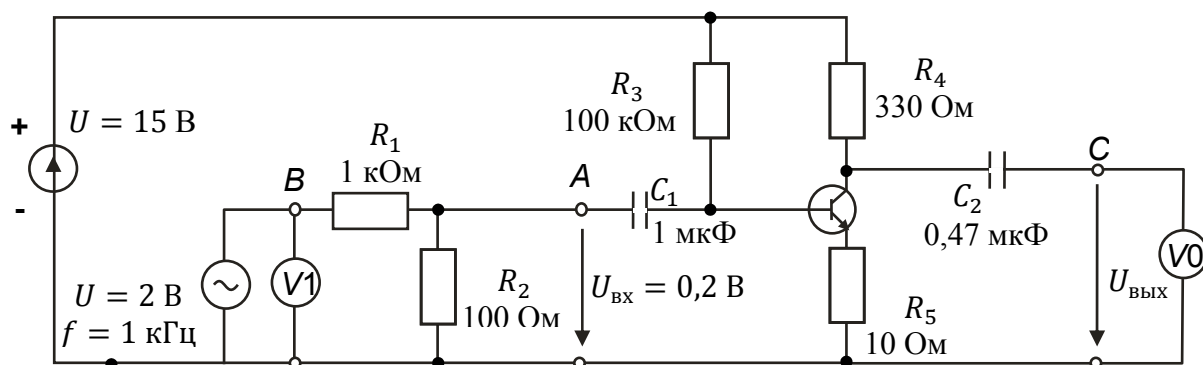 +
-
U = 15 В
B
R₁
1 кОм
A
C₁
1 мкФ
R₃
100 кОм
R₄
330 Ом
C
C₂
0,47 мкФ
V1
V0
U = 2 В
f = 1 кГц
R₂
100 Ом
Uвх = 0,2 В
R₅
10 Ом
Uвых